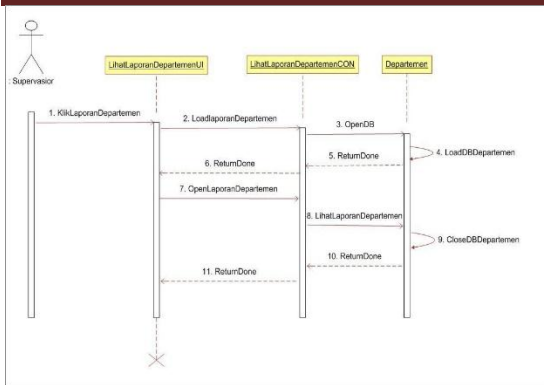 : Supervasior
LihatLaporanDepartemenUI
LihatLaporanDepartemenCON
Departemen
1. KlikLaporanDepartemen
2. LoadlaporanDepartemen
3. OpenDB
4. LoadDBDepartemen
5. ReturnDone
6. ReturnDone
7. OpenLaporanDepartemen
8. LihatLaporanDepartemen
9. CloseDBDepartemen
10. ReturnDone
11. ReturnDone